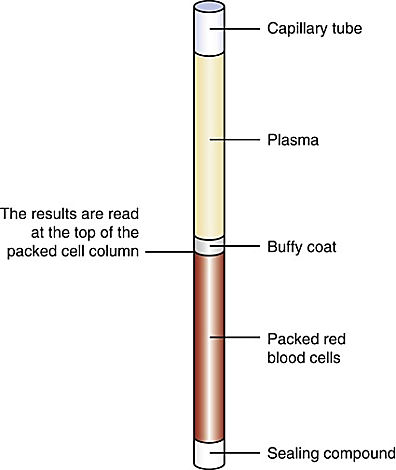 Capillary tube
Plasma
The results are read
at the top of the
packed cell column
Buffy coat
Packed red
blood cells
Sealing compound